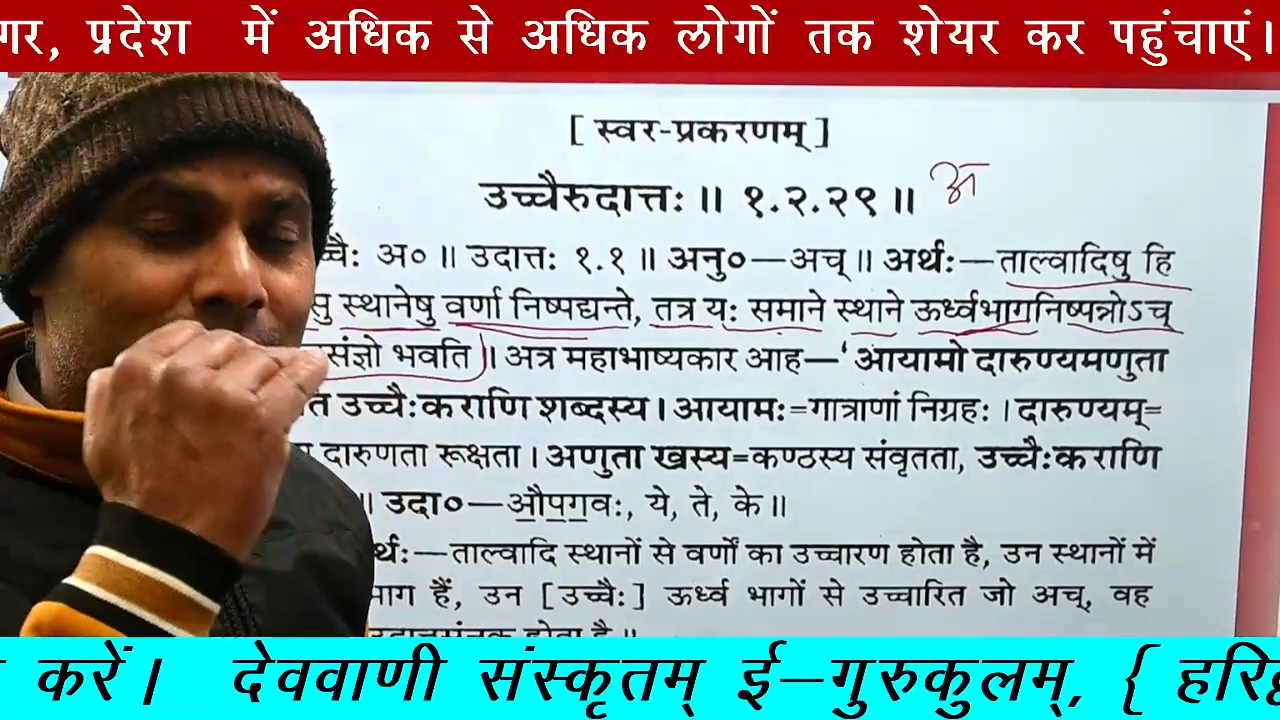 गर, प्रदेश में अधिक से अधिक लोगों तक शेयर कर पहुंचाएं।
[ स्वर-प्रकरणम् ]
उच्चैरुदात्तः ॥ १.२.२९ ॥ अ
अ० ॥ उदात्तः १.१ ॥ अनु०—अच् ॥ अर्थः—ताल्वादिषु हि
स्थानेषु वर्णा निष्पद्यन्ते, तत्र यः समाने स्थाने ऊर्ध्वभागनिष्पन्नोऽच्
संज्ञो भवति । अत्र महाभाष्यकार आह—‘आयामो दारुण्यमणुता
उच्चैःकराणि शब्दस्य । आयामः=गात्राणां निग्रहः । दारुण्यम्=
दारुणता रूक्षता । अणुता खस्य=कण्ठस्य संवृतता, उच्चैःकराणि
॥ उदा०—औ॒प॒ग॒वः, ये, ते, के ॥
र्थः—ताल्वादि स्थानों से वर्णों का उच्चारण होता है, उन स्थानों में
भाग हैं, उन [उच्चैः] ऊर्ध्व भागों से उच्चारित जो अच्, वह
करें। देववाणी संस्कृतम् ई–गुरुकुलम्, { हरिद्व